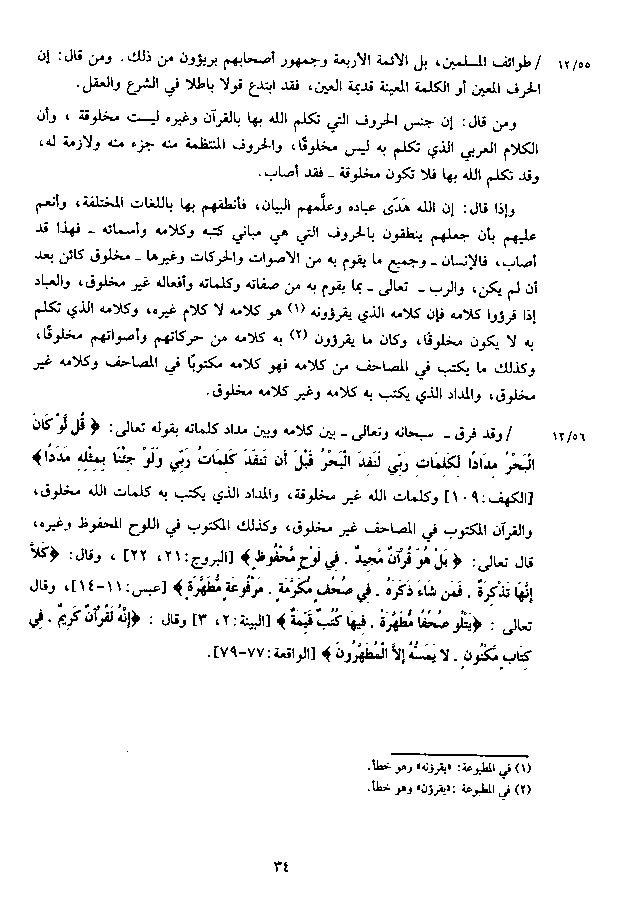 ١٢/٥٥ / طوائف المسلمين، بل الأئمة الأربعة وجمهور أصحابهم بريؤون من ذلك. ومن قال: إن
الحرف المعين أو الكلمة المعينة قديمة العين، فقد ابتدع قولا باطلا في الشرع والعقل.
ومن قال: إن جنس الحروف التي تكلم الله بها بالقرآن وغيره ليست مخلوقة، وأن
الكلام العربي الذي تكلم به ليس مخلوقًا، والحروف المنتظمة منه جزء منه ولازمة له،
وقد تكلم الله بها فلا تكون مخلوقة ـ فقد أصاب.
وإذا قال: إن الله هَدَى عباده وعلَّمهم البيان، فأنطقهم بها باللغات المختلفة، وأنعم
عليهم بأن جعلهم ينطقون بالحروف التي هي مباني كتبه وكلامه وأسمائه ـ فهذا قد
أصاب، فالإنسان ـ وجميع ما يقوم به من الأصوات والحركات وغيرها ـ مخلوق كائن بعد
أن لم يكن، والرب ـ تعالى ـ بما يقوم به من صفاته وكلماته وأفعاله غير مخلوق، والعباد
إذا قرؤوا كلامه فإن كلامه الذي يقرؤونه (١) هو كلامه لا كلام غيره، وكلامه الذي تكلم
به لا يكون مخلوقًا، وكان ما يقرؤون (٢) به كلامه من حركاتهم وأصواتهم مخلوقًا،
وكذلك ما يكتب في المصاحف من كلامه فهو كلامه مكتوبًا في المصاحف وكلامه غير
مخلوق، والمداد الذي يكتب به كلامه وغير كلامه مخلوق.
١٢/٥٦ / وقد فرق ـ سبحانه وتعالى ـ بين كلامه وبين مداد كلماته بقوله تعالى: ﴿ قُل لَّوْ كَانَ
الْبَحْرُ مِدَادًا لِّكَلِمَاتِ رَبِّي لَنَفِدَ الْبَحْرُ قَبْلَ أَن تَنفَدَ كَلِمَاتُ رَبِّي وَلَوْ جِئْنَا بِمِثْلِهِ مَدَدًا ﴾
[الكهف: ١٠٩] وكلمات الله غير مخلوقة، والمداد الذي يكتب به كلمات الله مخلوق،
والقرآن المكتوب في المصاحف غير مخلوق، وكذلك المكتوب في اللوح المحفوظ وغيره،
قال تعالى: ﴿ بَلْ هُوَ قُرْآنٌ مَّجِيدٌ . فِي لَوْحٍ مَّحْفُوظٍ ﴾ [البروج: ٢١، ٢٢]، وقال: ﴿ كَلاَّ
إِنَّهَا تَذْكِرَةٌ . فَمَن شَاءَ ذَكَرَهُ . فِي صُحُفٍ مُّكَرَّمَةٍ . مَرْفُوعَةٍ مُّطَهَّرَةٍ ﴾ [عبس: ١١-١٤]، وقال
تعالى : ﴿ يَتْلُو صُحُفًا مُّطَهَّرَةً . فِيهَا كُتُبٌ قَيِّمَةٌ ﴾ [البينة: ٢، ٣] وقال : ﴿ إِنَّهُ لَقُرْآنٌ كَرِيمٌ . فِي
كِتَابٍ مَّكْنُونٍ . لا يَمَسُّهُ إِلاَّ الْمُطَهَّرُونَ ﴾ [الواقعة: ٧٧-٧٩].
(١) في المطبوعة: «يقرؤنه» وهو خطأ.
(٢) في المطبوعة : «يقرؤن» وهو خطأ.
٣٤